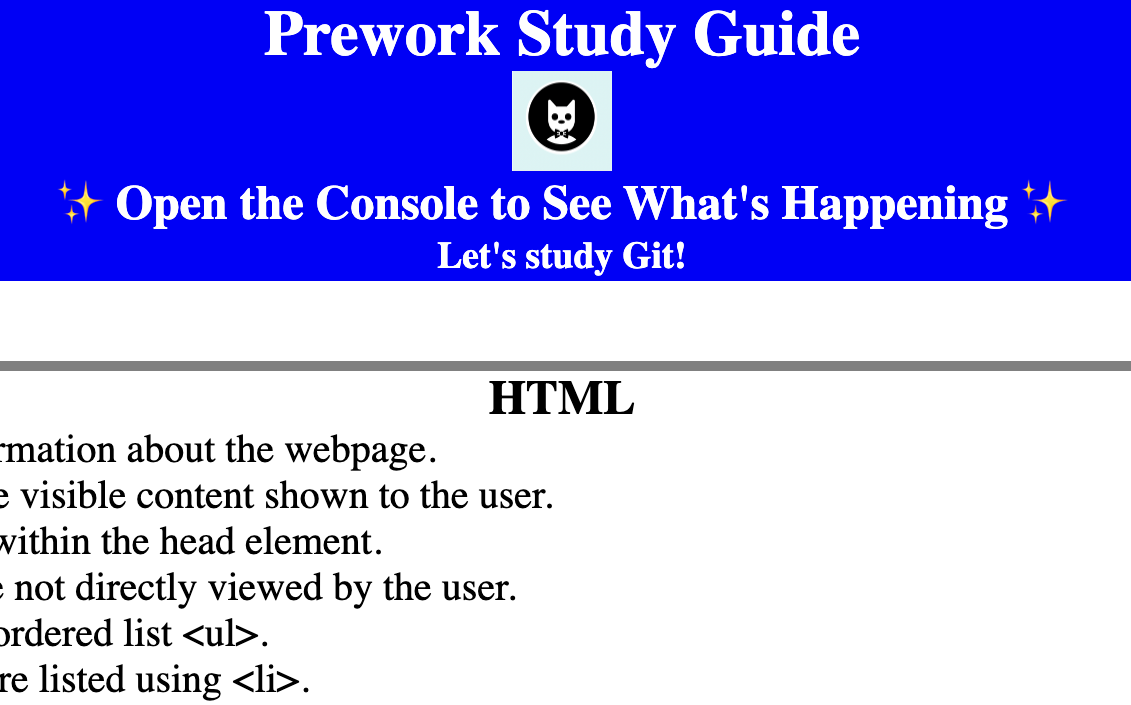 Prework Study Guide
✨ Open the Console to See What's Happening ✨
Let's study Git!
HTML
rmation about the webpage.
e visible content shown to the user.
within the head element.
e not directly viewed by the user.
ordered list <ul>.
re listed using <li>.